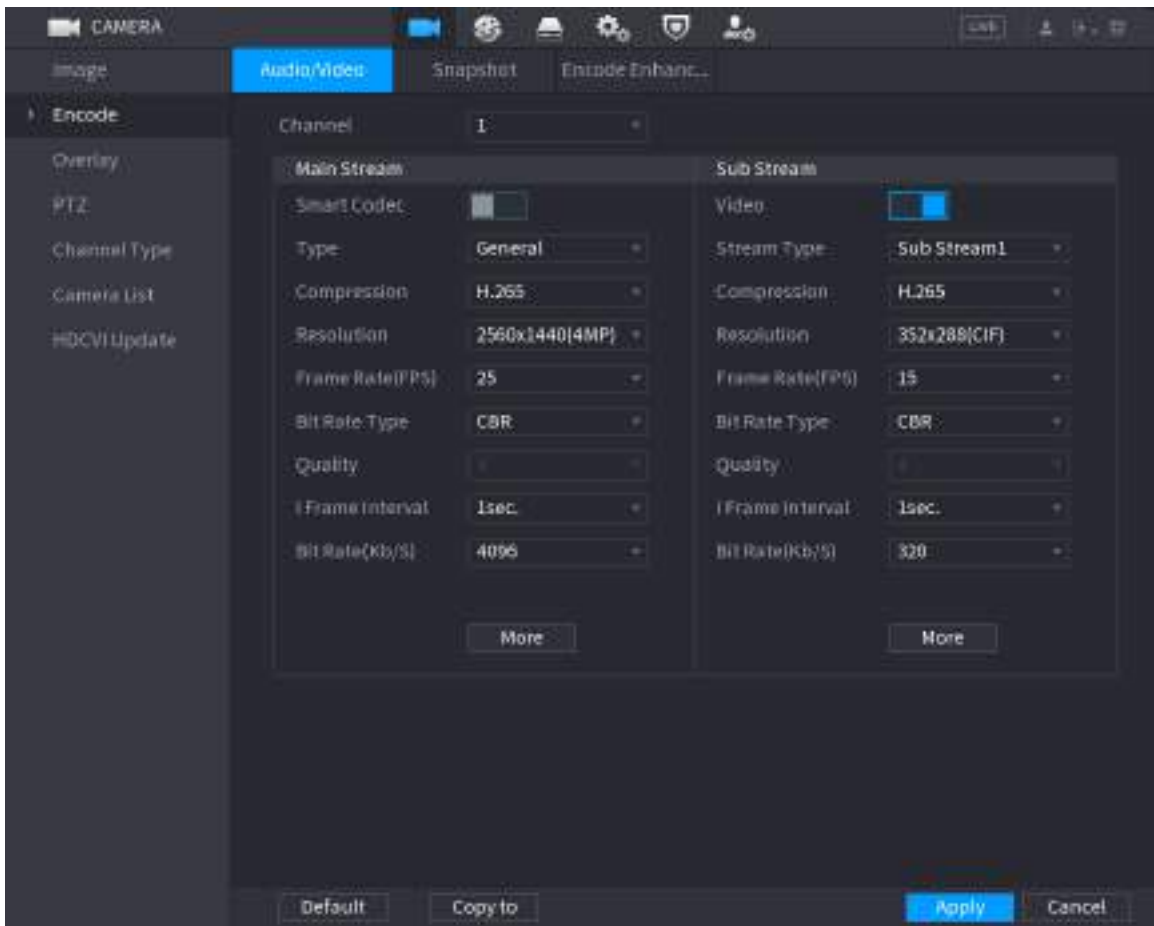 CAMERA
LIVE
Image
Audio/Video
Snapshot
Encode Enhanc...
Encode
Channel
1
Overlay
Main Stream
Sub Stream
PTZ
Smart Codec
Video
Channel Type
Type
General
Stream Type
Sub Stream1
Camera List
Compression
H.265
Compression
H.265
HDCVI Update
Resolution
2560x1440(4MP)
Resolution
352x288(CIF)
Frame Rate(FPS)
25
Frame Rate(FPS)
15
Bit Rate Type
CBR
Bit Rate Type
CBR
Quality
Quality
I Frame Interval
1sec.
I Frame Interval
1sec.
Bit Rate(Kb/S)
4096
Bit Rate(Kb/S)
320
More
More
Default
Copy to
Apply
Cancel